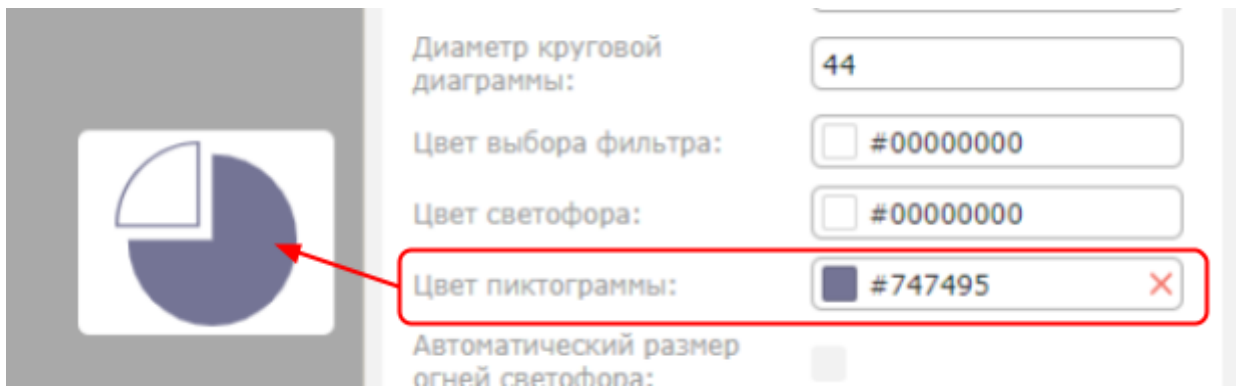 Диаметр круговой
диаграммы:
44
Цвет выбора фильтра:
#00000000
Цвет светофора:
#00000000
Цвет пиктограммы:
#747495
Автоматический размер
огней светофора: